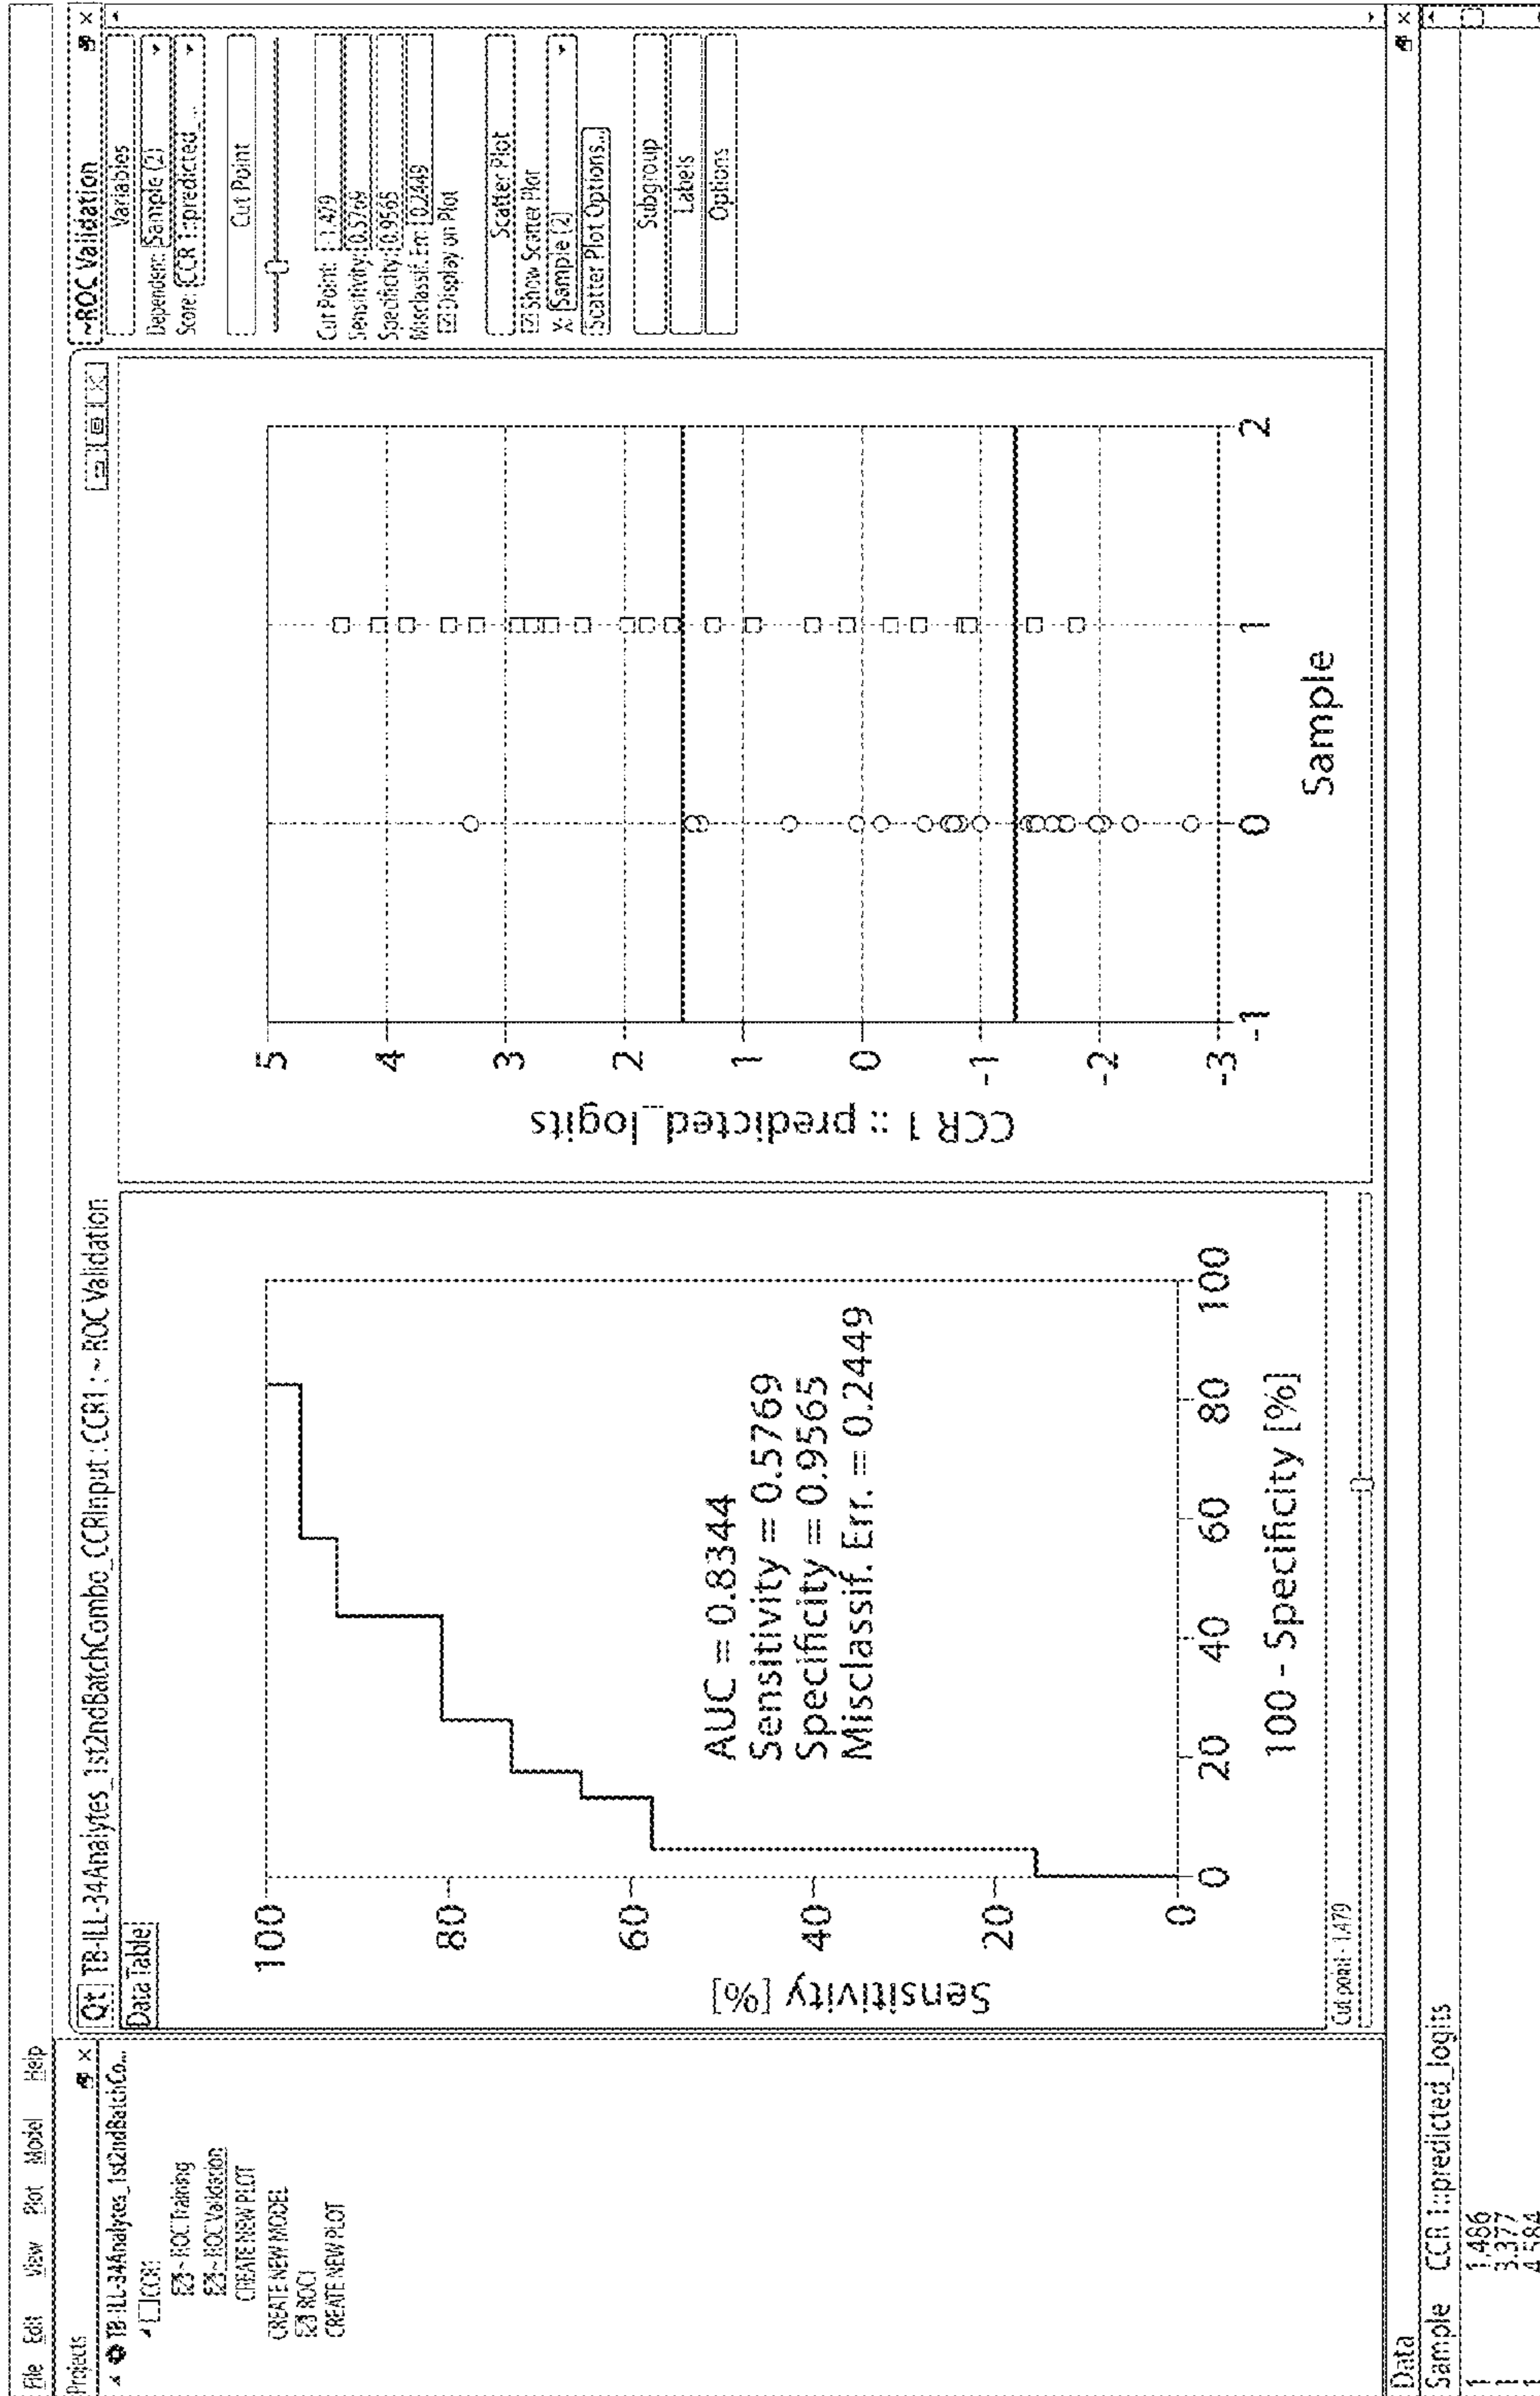 File Edit View Plot Model Help
Projects
TB-ILL-34Analytes_1st2ndBatchCo...
CCR1
~ROC Training
~ROC Validation
CREATE NEW PLOT
CREATE NEW MODEL
ROC1
CREATE NEW PLOT
Qt TB-ILL-34Analytes_1st2ndBatchCombo_CCRInput : CCR1 : ~ ROC Validation
Data Table
Sensitivity [%]
100
80
60
40
20
0
AUC = 0.8344
Sensitivity = 0.5769
Specificity = 0.9565
Misclassif. Err. = 0.2449
0 20 40 60 80 100
100 - Specificity [%]
Cut point - 1.479
CCR 1 :: predicted_logits
5
4
3
2
1
0
-1
-2
-3
-1 0 1 2
Sample
~ROC Validation
Variables
Dependent: Sample (2)
Score: CCR 1::predicted_...
Cut Point
Cut Point: 1.479
Sensitivity: 0.5769
Specificity: 0.9565
Misclassif. Err: 0.2449
Display on Plot
Scatter Plot
Show Scatter Plot
X: Sample (2)
Scatter Plot Options...
Subgroup
Labels
Options
Data
Sample CCR 1::predicted_logits
1 1.486
1 3.377
1 4.584